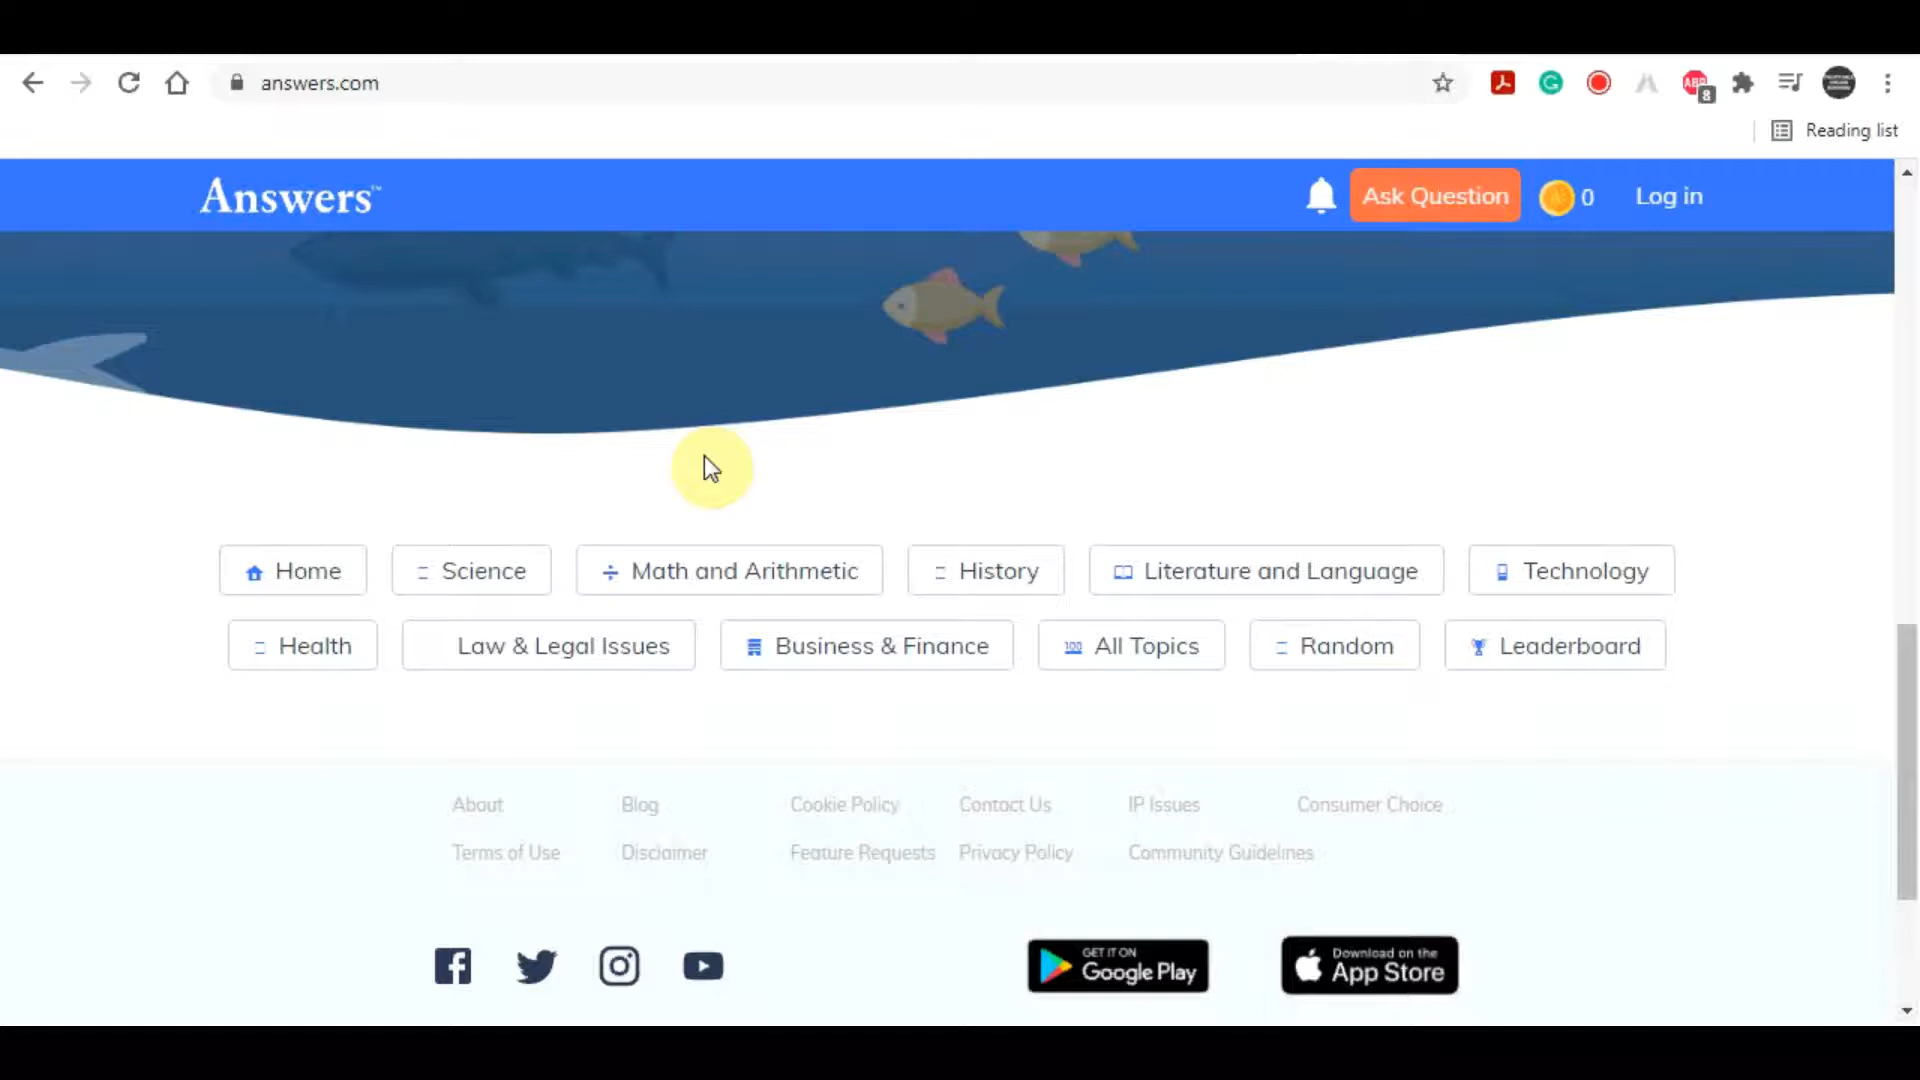 answers.com
ABP 8
Reading list
Answers™ Ask Question 0 Log in
Home Science Math and Arithmetic History Literature and Language Technology
Health Law & Legal Issues Business & Finance All Topics Random Leaderboard
About Blog Cookie Policy Contact Us IP Issues Consumer Choice
Terms of Use Disclaimer Feature Requests Privacy Policy Community Guidelines
GET IT ON Download on the
Google Play App Store